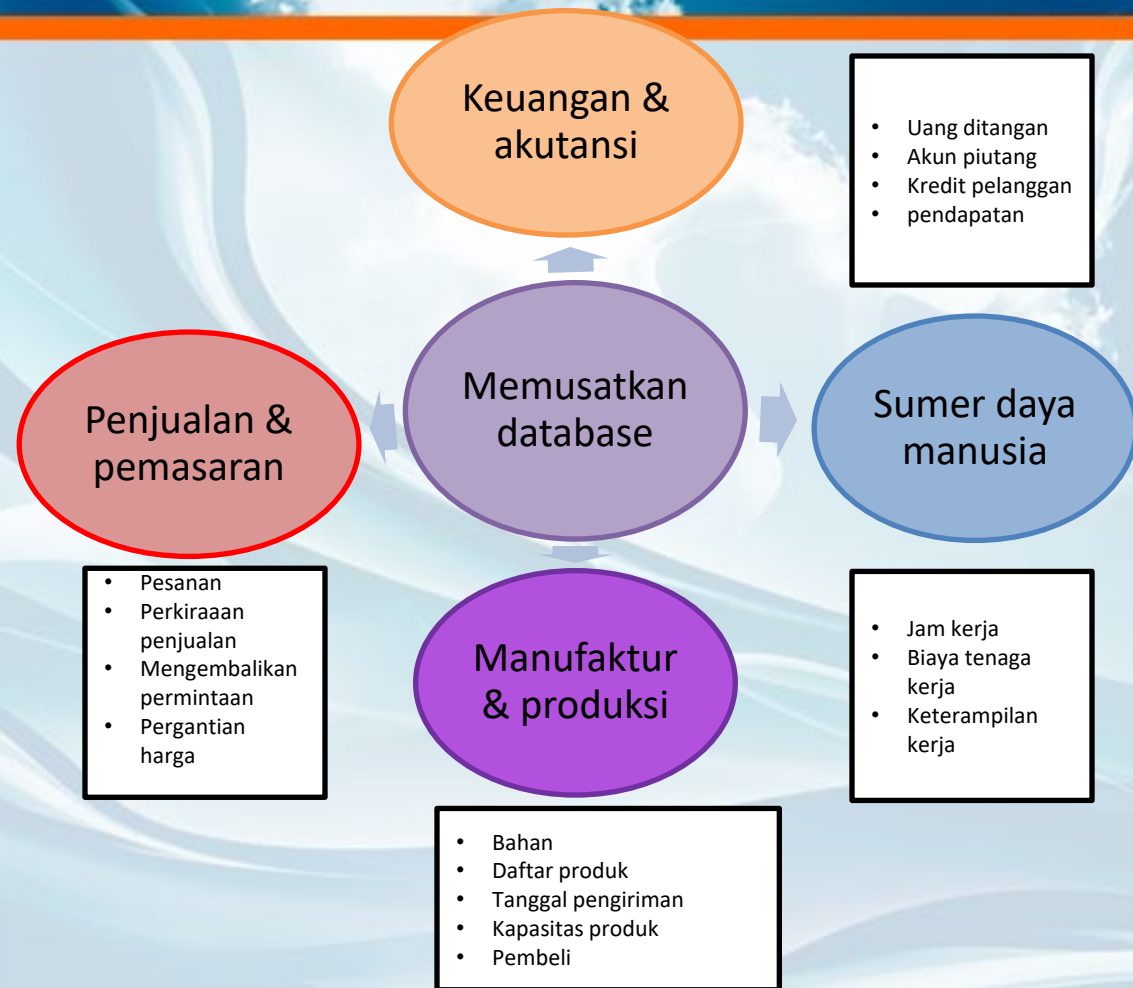 Keuangan &
akutansi
• Uang ditangan
• Akun piutang
• Kredit pelanggan
• pendapatan
Memusatkan
database
Penjualan &
pemasaran
Sumer daya
manusia
• Pesanan
• Perkiraaan
penjualan
• Mengembalikan
permintaan
• Pergantian
harga
Manufaktur
& produksi
• Jam kerja
• Biaya tenaga
kerja
• Keterampilan
kerja
• Bahan
• Daftar produk
• Tanggal pengiriman
• Kapasitas produk
• Pembeli